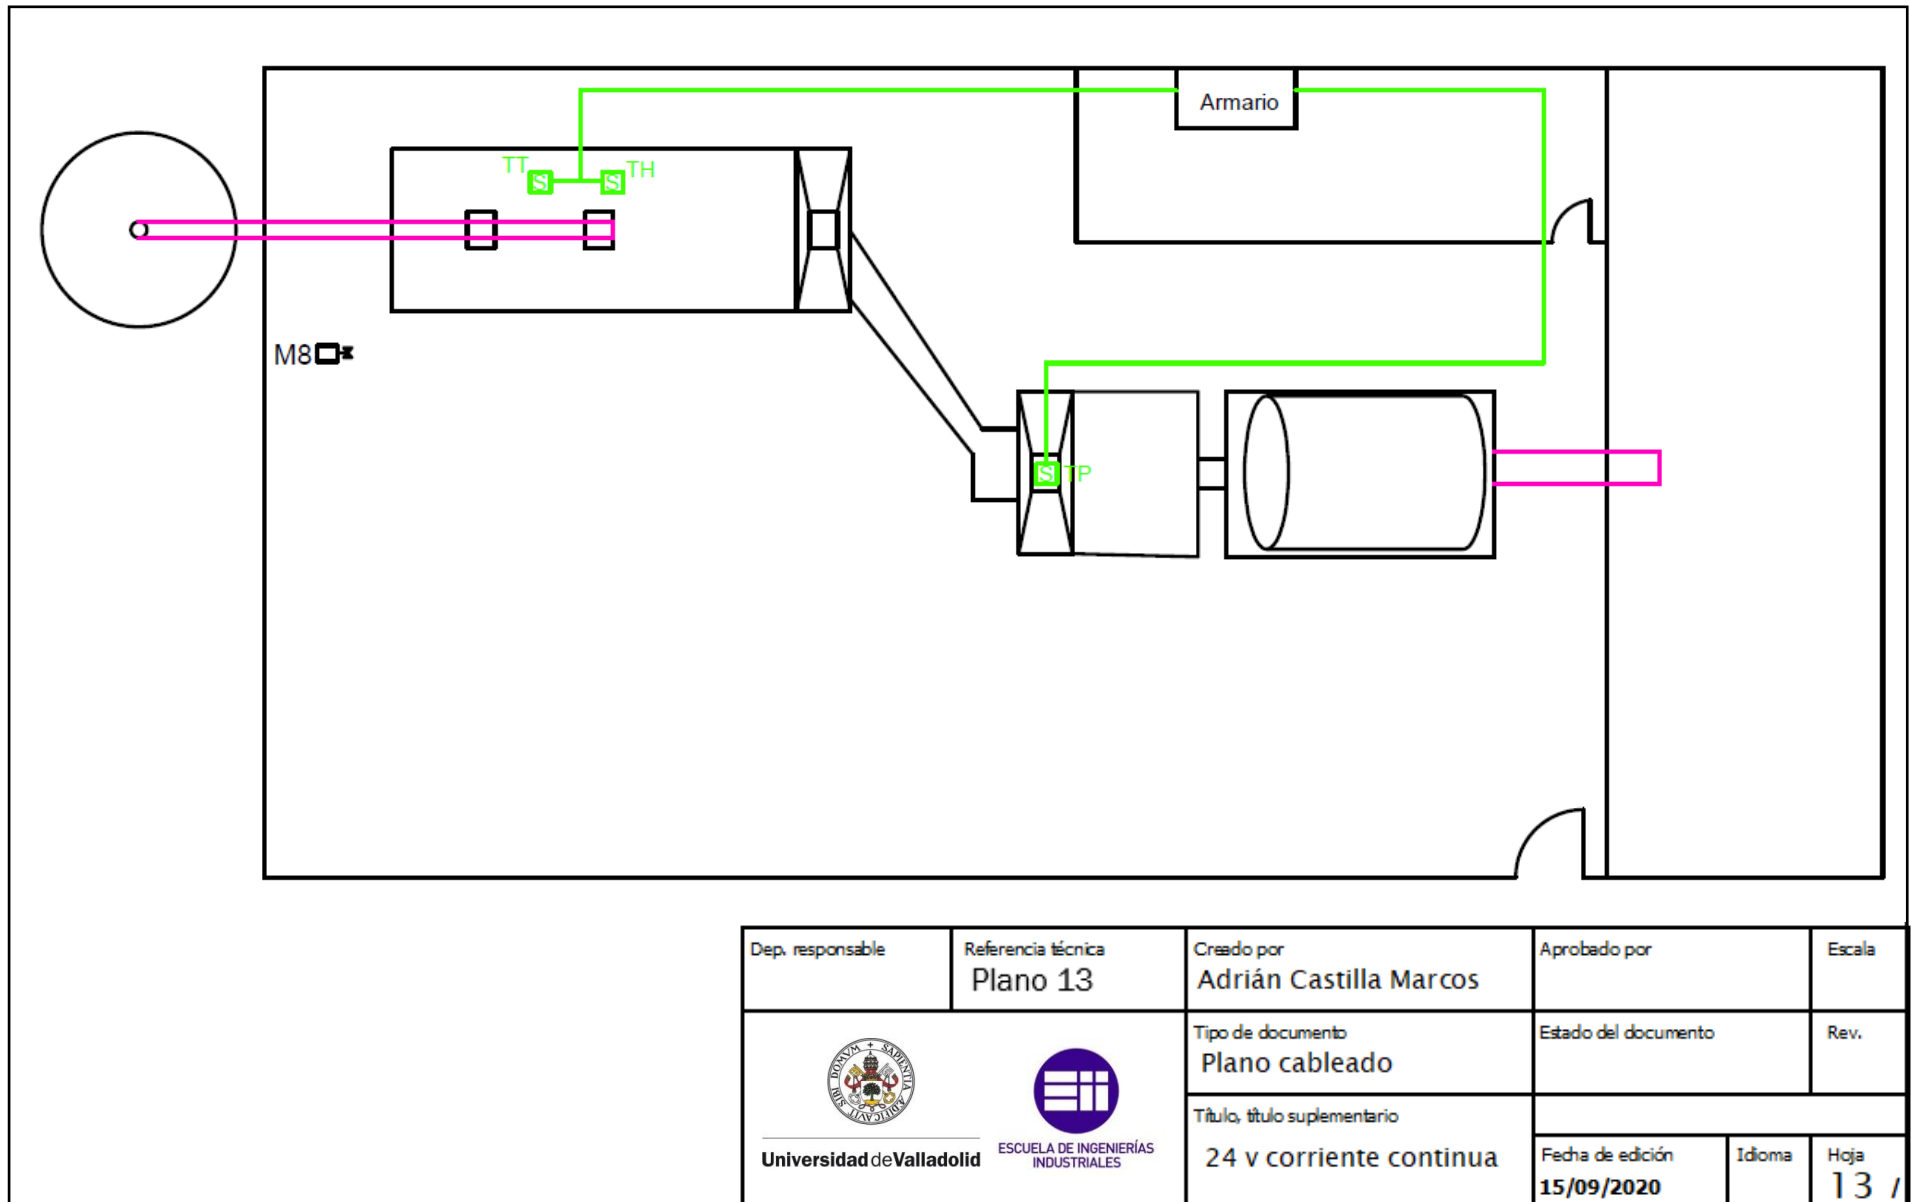 Armario
TT S S TH
M8
S TP
Dep. responsable
Referencia técnica
Plano 13
Creado por
Adrián Castilla Marcos
Aprobado por
Escala
Tipo de documento
Plano cableado
Estado del documento
Rev.
SIGILLVM
Título, título suplementario
24 v corriente continua
Universidad de Valladolid
ESCUELA DE INGENIERÍAS
INDUSTRIALES
Fecha de edición
15/09/2020
Idioma
Hoja
13 /